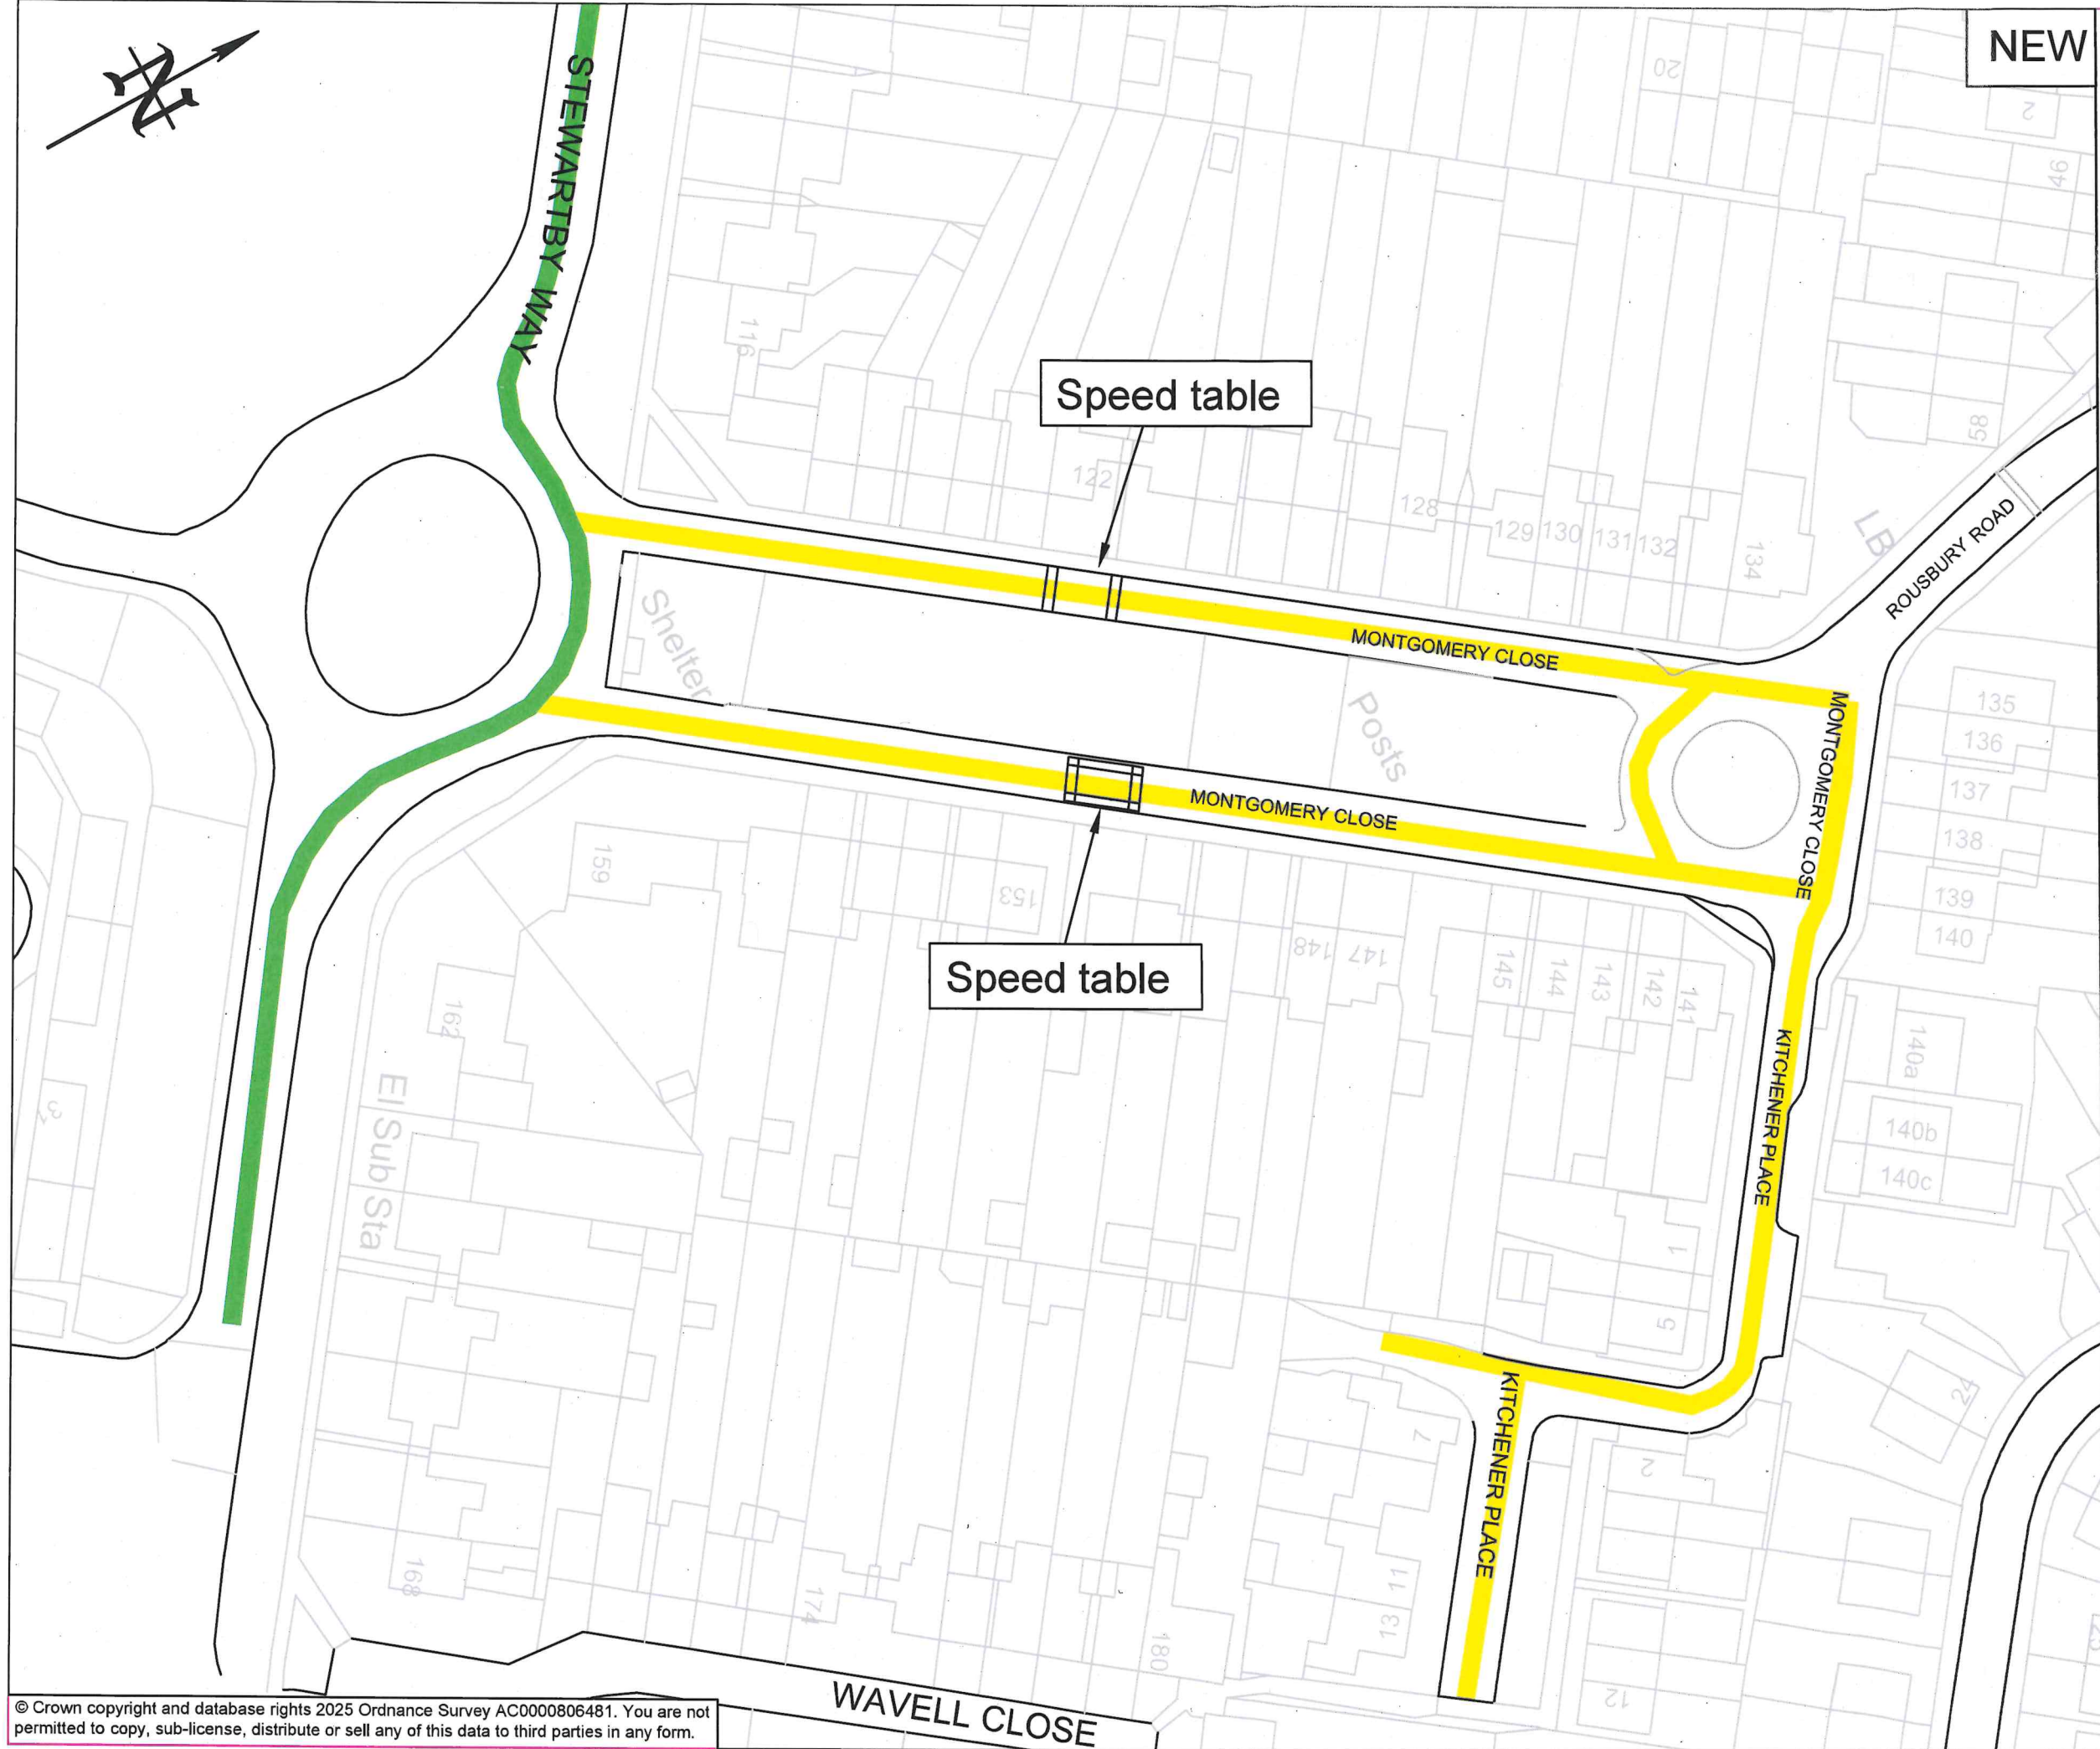 NEW
N
STEWARTBY WAY
20
2
46
116
Speed table
58
122
128
129
130
131
132
134
LB
ROUSBURY ROAD
Shelter
MONTGOMERY CLOSE
Posts
MONTGOMERY CLOSE
MONTGOMERY CLOSE
135
136
137
138
139
140
159
153
148
147
145
144
143
142
141
Speed table
162
KITCHENER PLACE
140a
140b
140c
El Sub Sta
1
5
24
KITCHENER PLACE
7
2
11
13
168
174
180
12
WAVELL CLOSE
© Crown copyright and database rights 2025 Ordnance Survey AC0000806481. You are not
permitted to copy, sub-license, distribute or sell any of this data to third parties in any form.